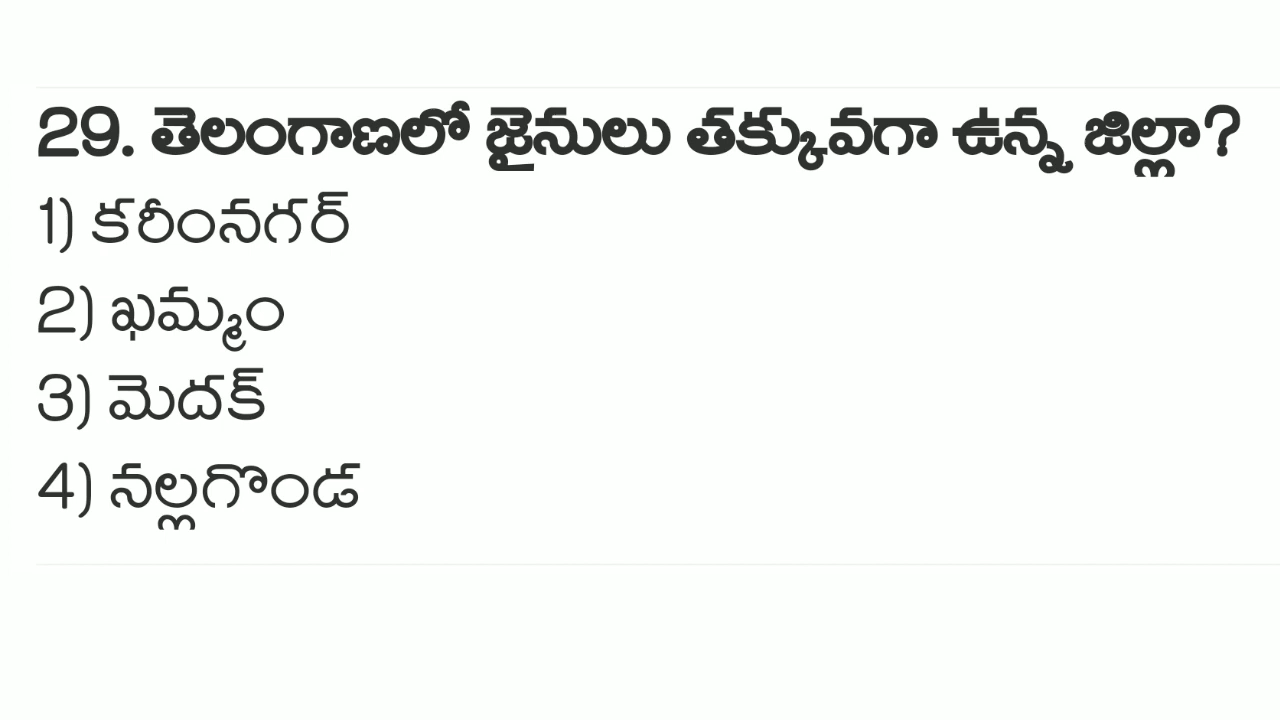 29. తెలంగాణలో జైనులు తక్కువగా ఉన్న జిల్లా?
1) కరీంనగర్
2) ఖమ్మం
3) మెదక్
4) నల్లగొండ